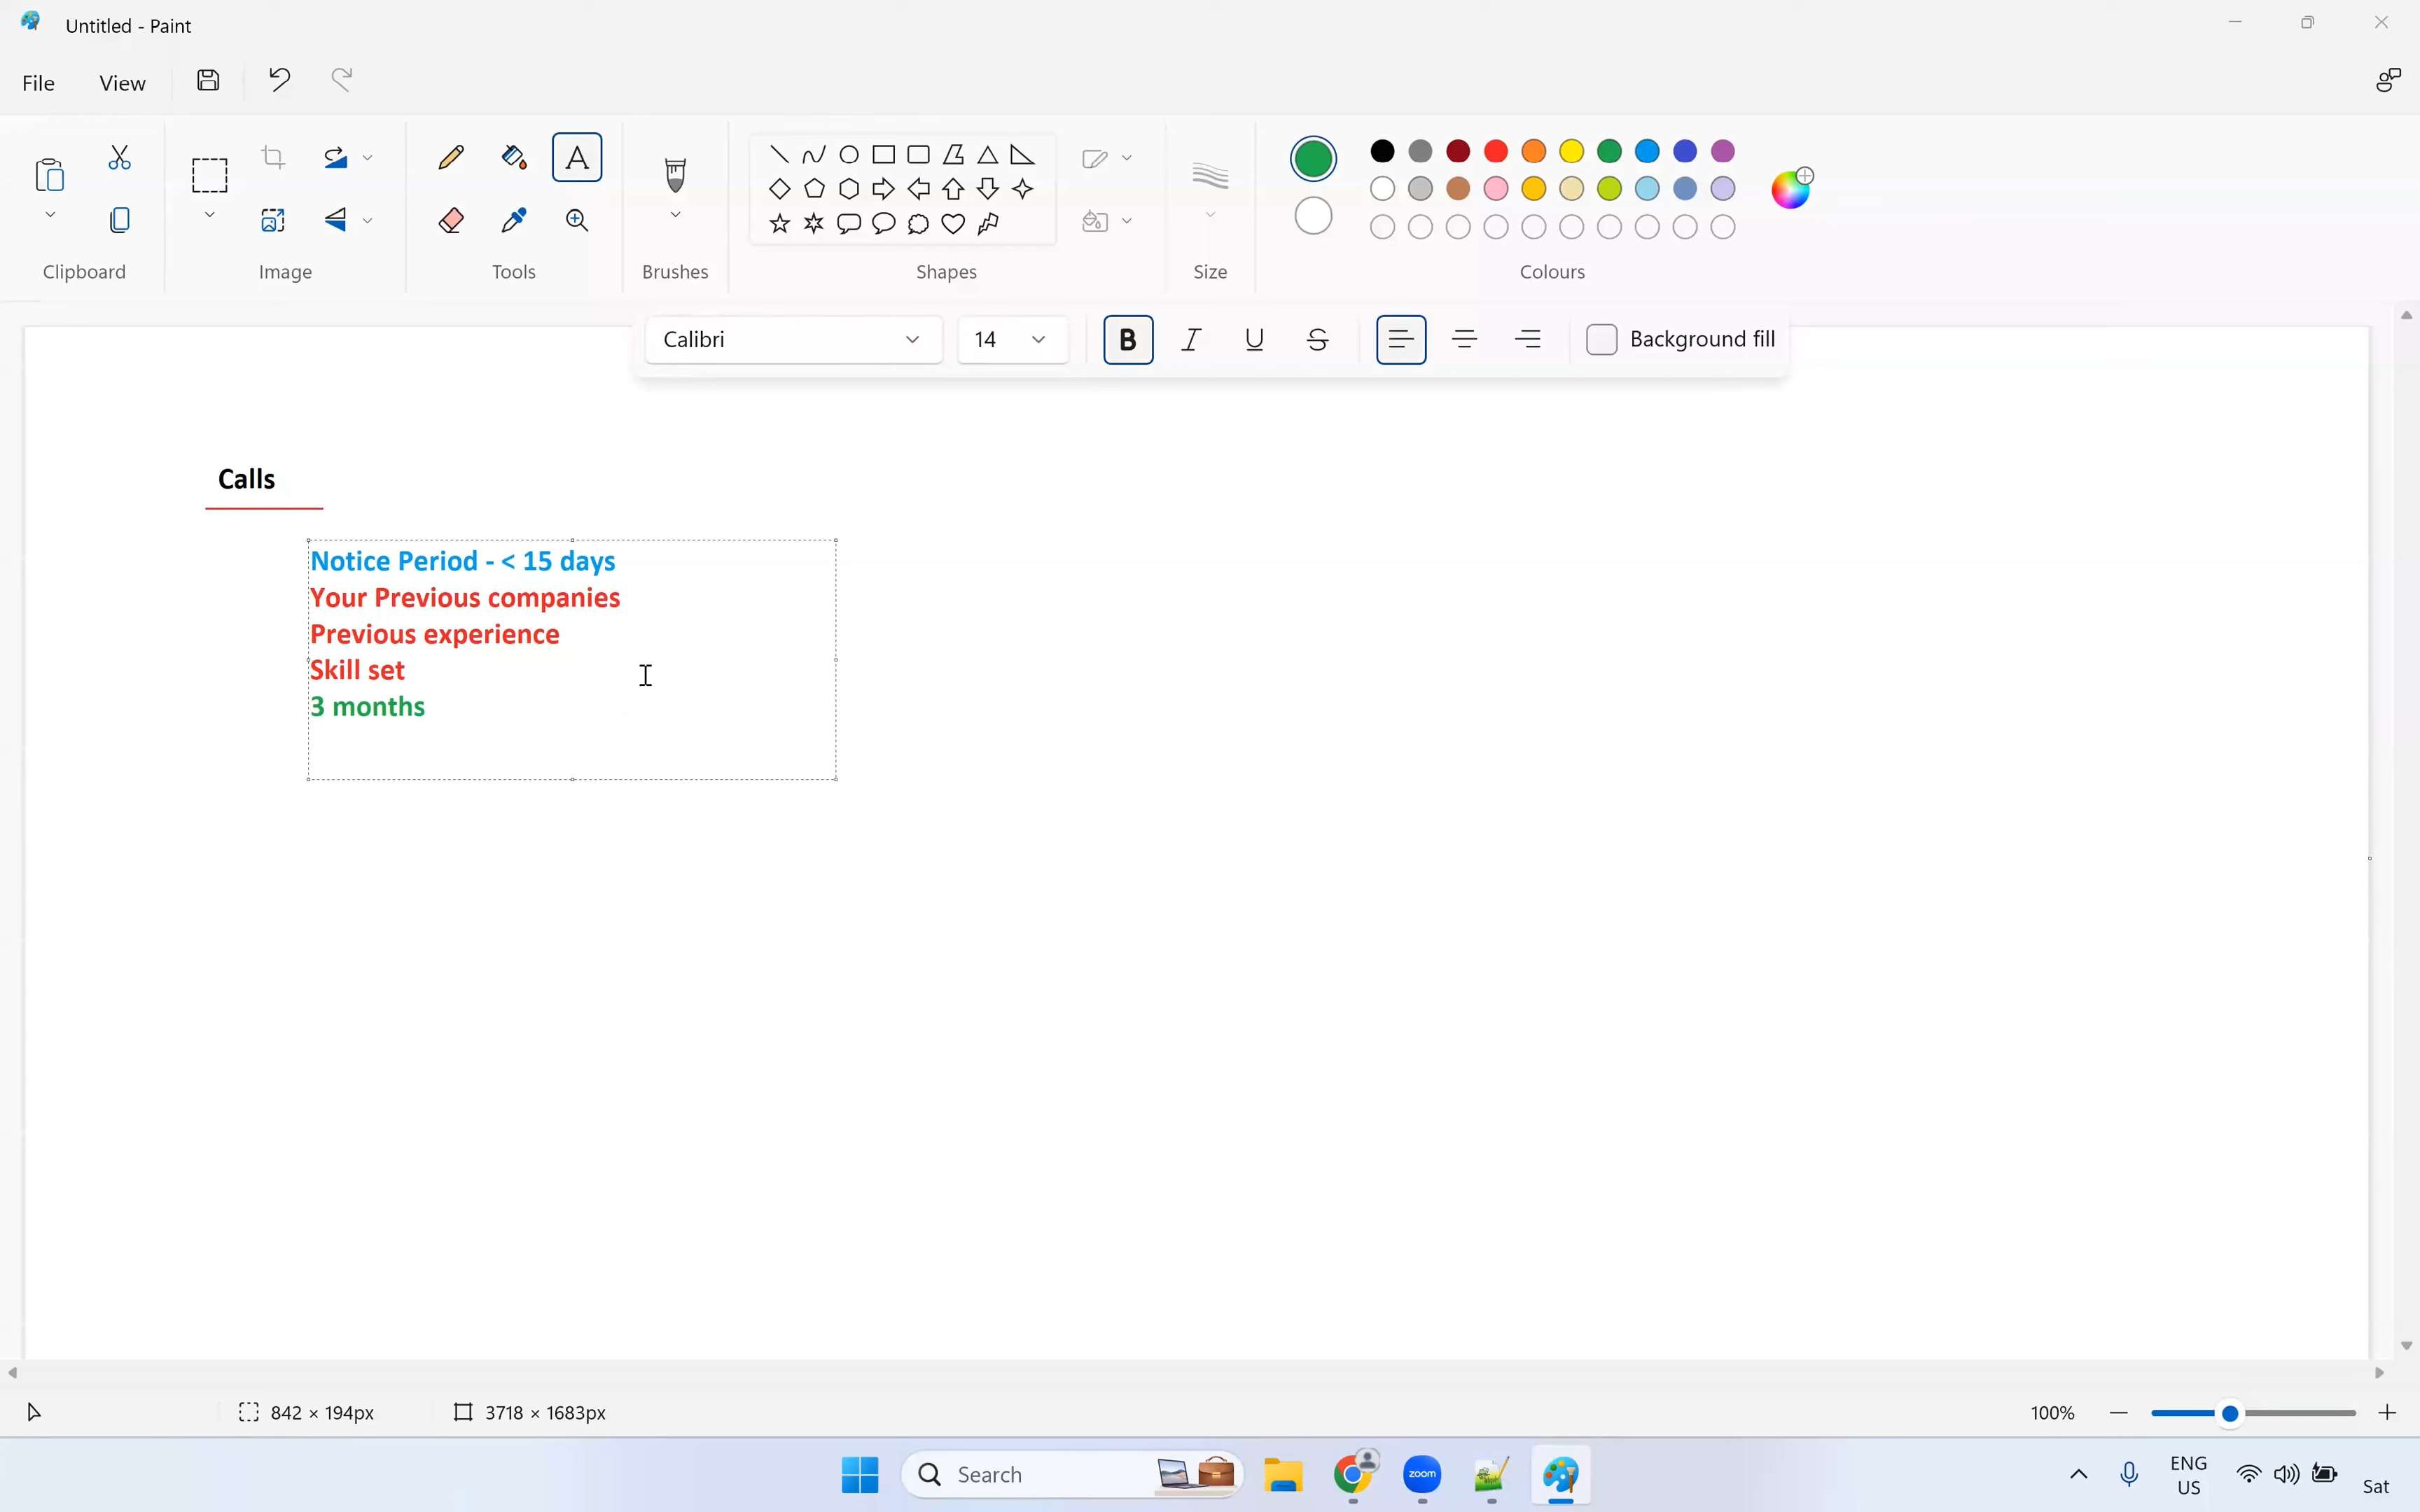 Untitled - Paint
File View
Clipboard
Image
Tools
Brushes
Shapes
Size
Colours
Calibri 14 B I U S Background fill
Calls
Notice Period - < 15 days
Your Previous companies
Previous experience
Skill set
3 months
842 × 194px 3718 × 1683px 100%
Search
zoom
ENG
US
Sat